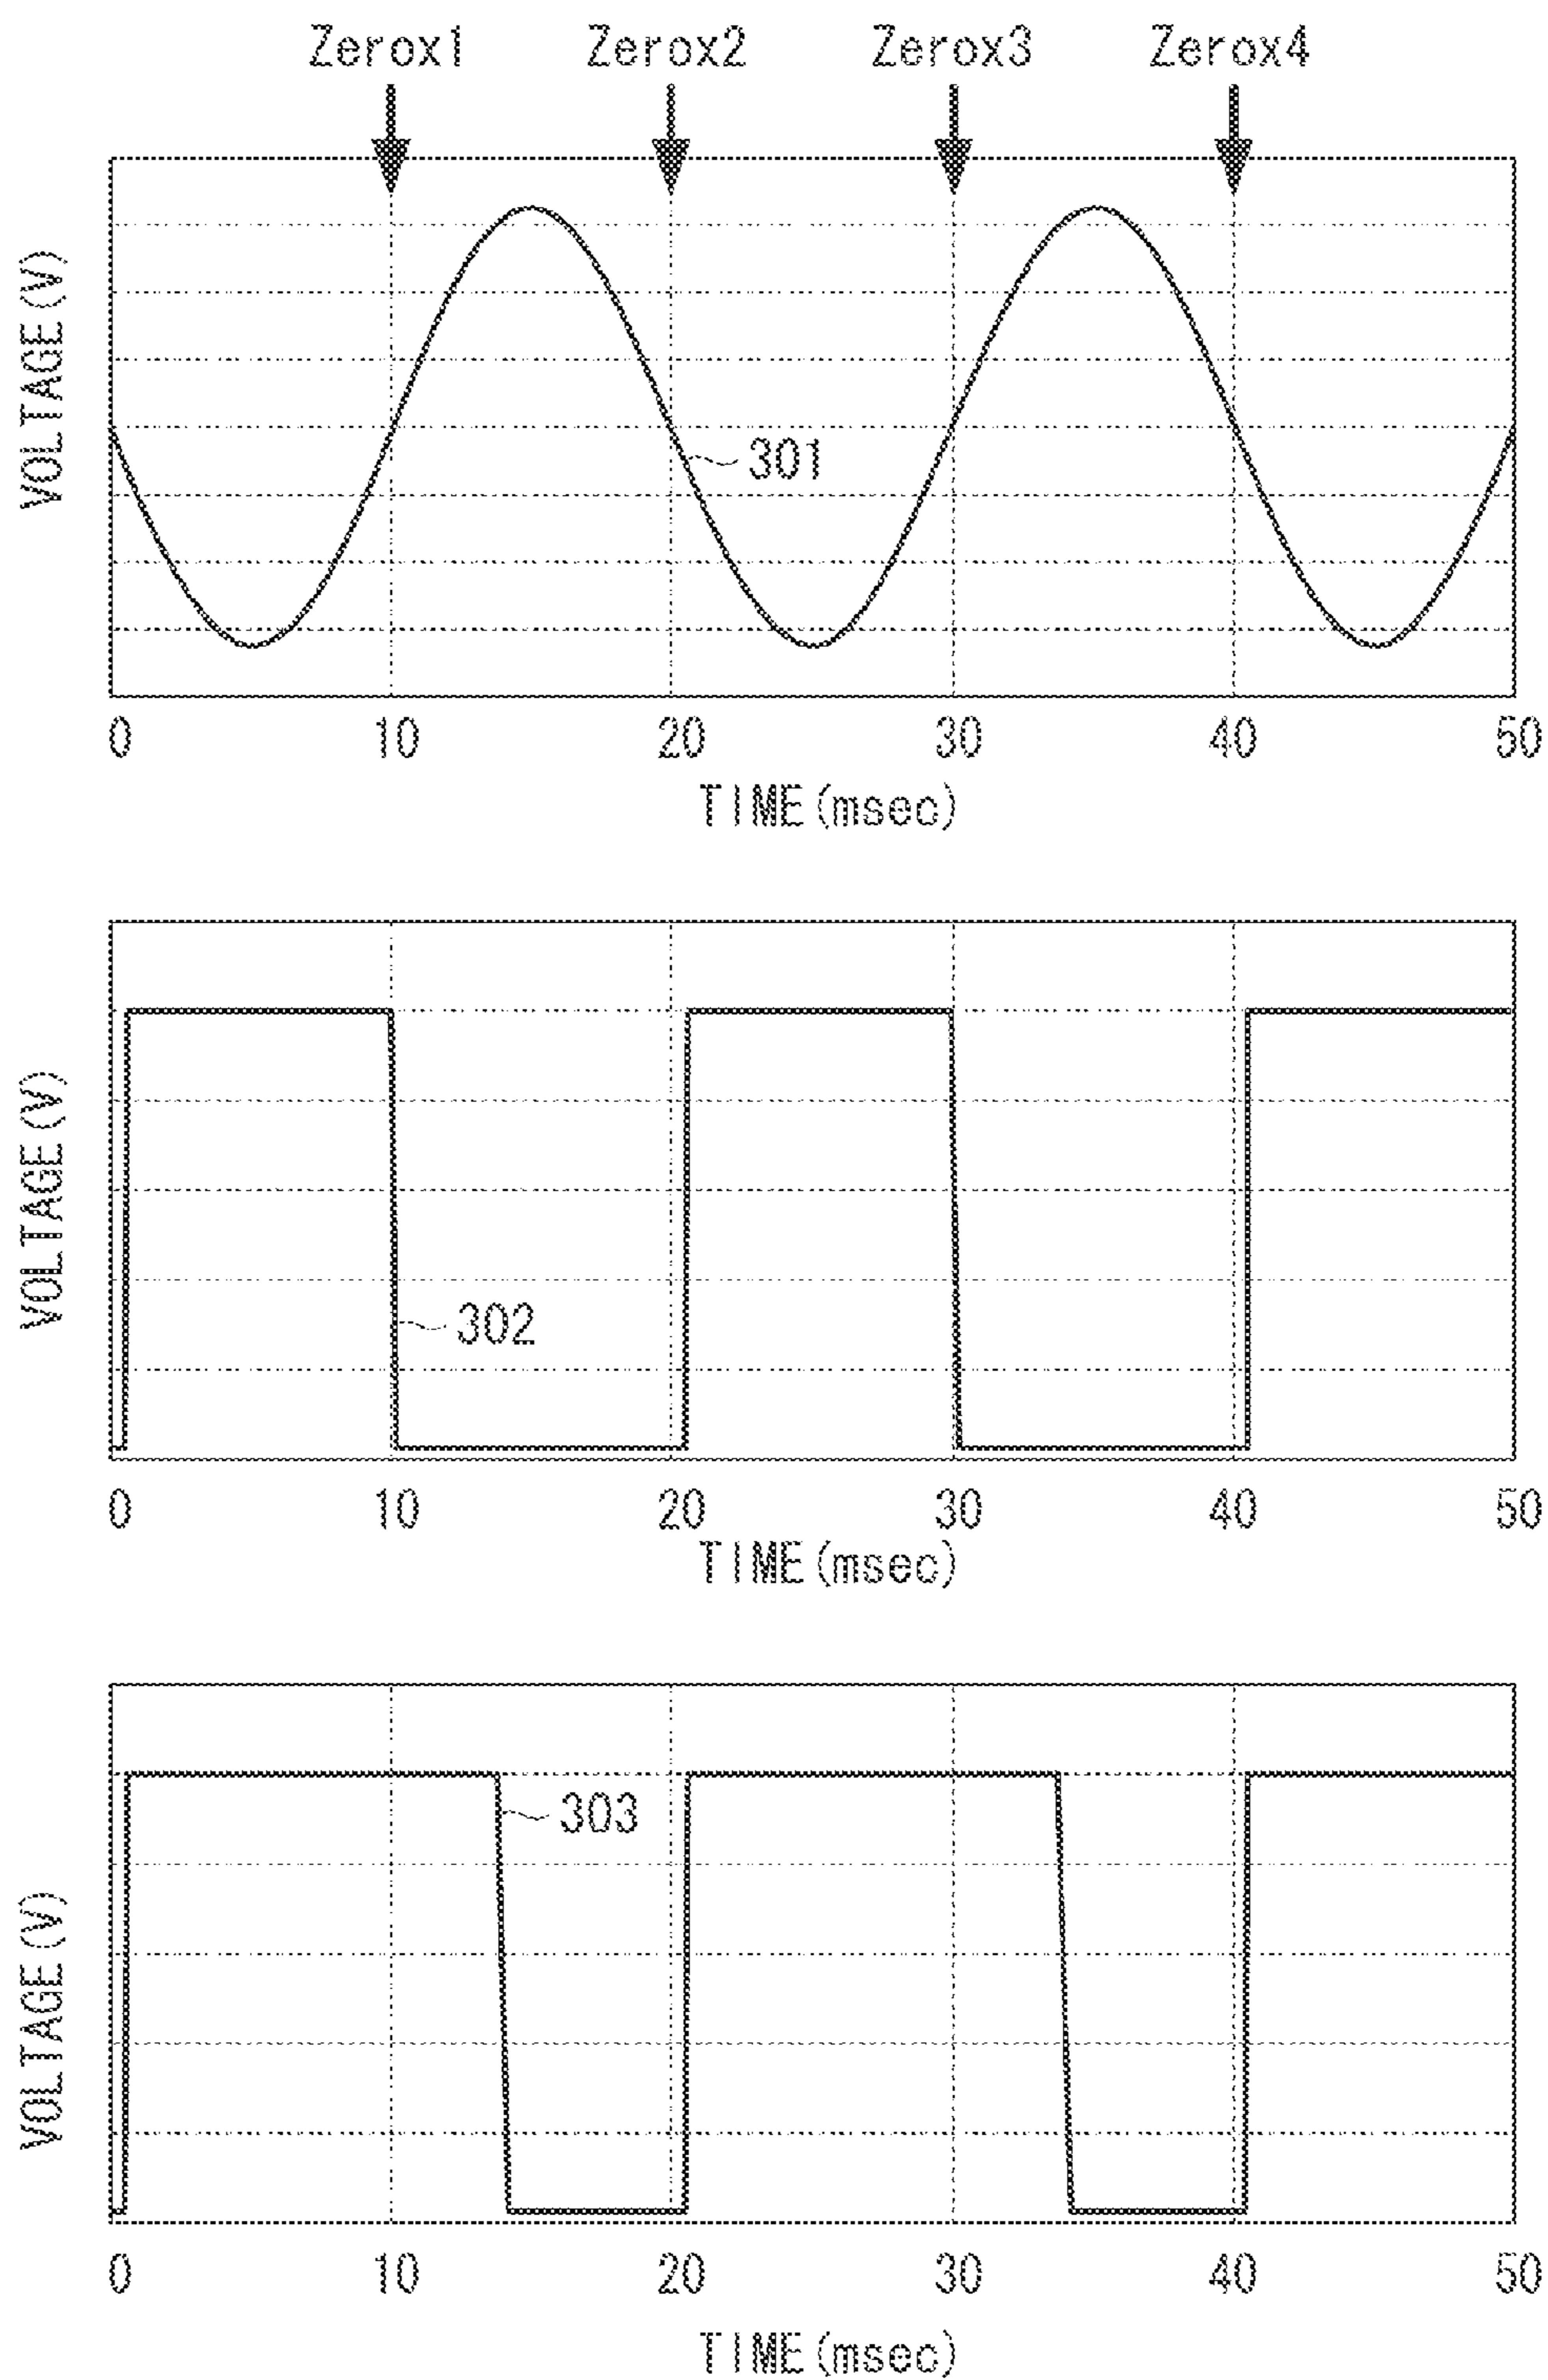 Zerox1 Zerox2 Zerox3 Zerox4
VOLTAGE(V)
301
0 10 20 30 40 50
TIME(msec)
VOLTAGE(V)
302
0 10 20 30 40 50
TIME(msec)
VOLTAGE(V)
303
0 10 20 30 40 50
TIME(msec)